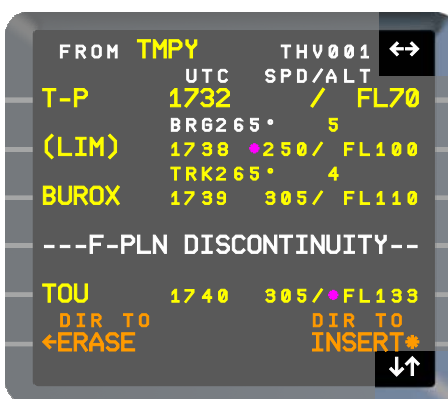 FROM TMPY THV001 ↔
UTC SPD/ALT
T-P 1732 / FL70
BRG265° 5
(LIM) 1738 250/ FL100
TRK265° 4
BUROX 1739 305/ FL110
---F-PLN DISCONTINUITY--
TOU 1740 305/ FL133
DIR TO DIR TO
←ERASE INSERT*
↓↑